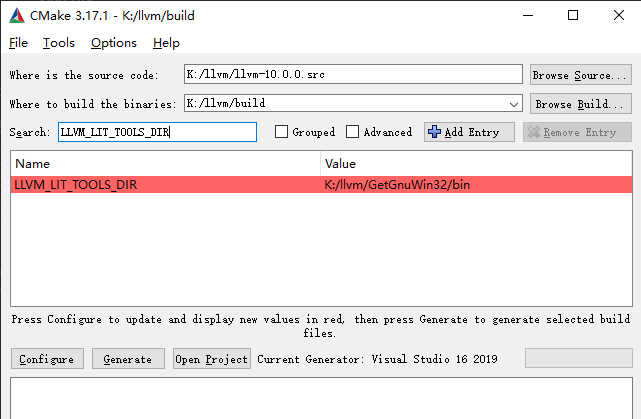 CMake 3.17.1 - K:/llvm/build
File Tools Options Help
Where is the source code: K:/llvm/llvm-10.0.0.src Browse Source...
Where to build the binaries: K:/llvm/build Browse Build...
Search: LLVM_LIT_TOOLS_DIR Grouped Advanced Add Entry Remove Entry
Name Value
LLVM_LIT_TOOLS_DIR K:/llvm/GetGnuWin32/bin
Press Configure to update and display new values in red, then press Generate to generate selected build
files.
Configure Generate Open Project Current Generator: Visual Studio 16 2019